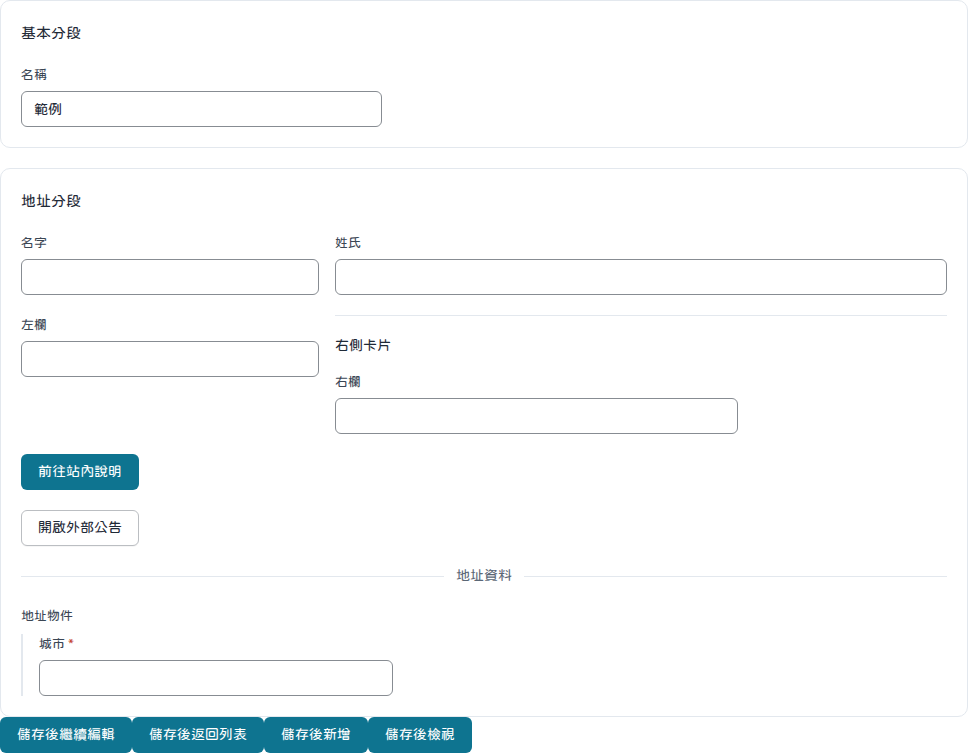 基本分段
名稱
範例
地址分段
名字 姓氏
左欄
右側卡片
右欄
前往站內說明
開啟外部公告
地址資料
地址物件
城市 *
儲存後繼續編輯 儲存後返回列表 儲存後新增 儲存後檢視